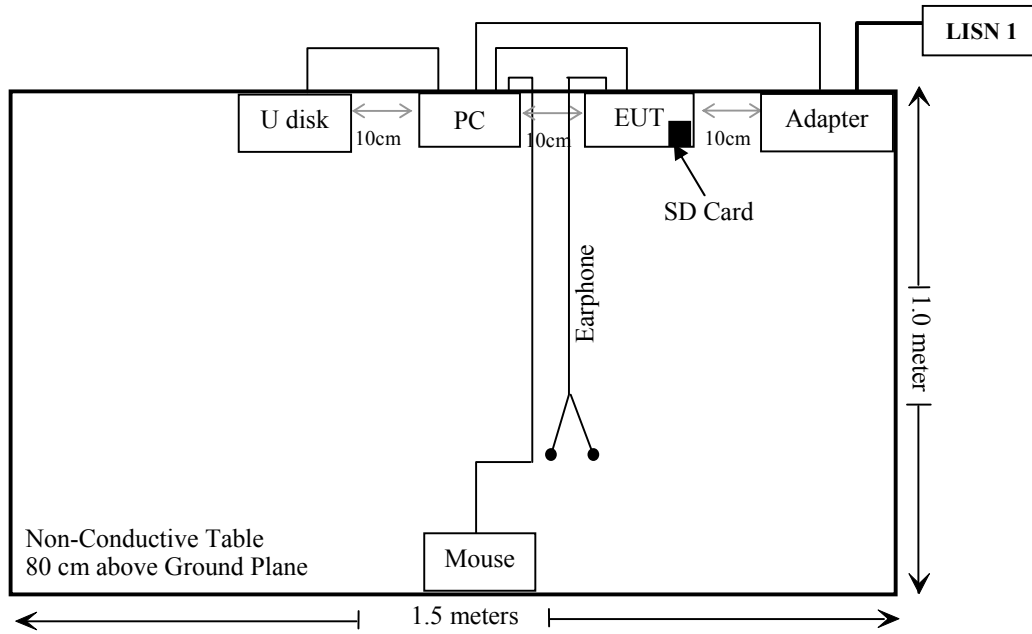 LISN 1
U disk
10cm
PC
10cm
EUT
10cm
Adapter
SD Card
Earphone
1.0 meter
Non-Conductive Table
80 cm above Ground Plane
Mouse
1.5 meters